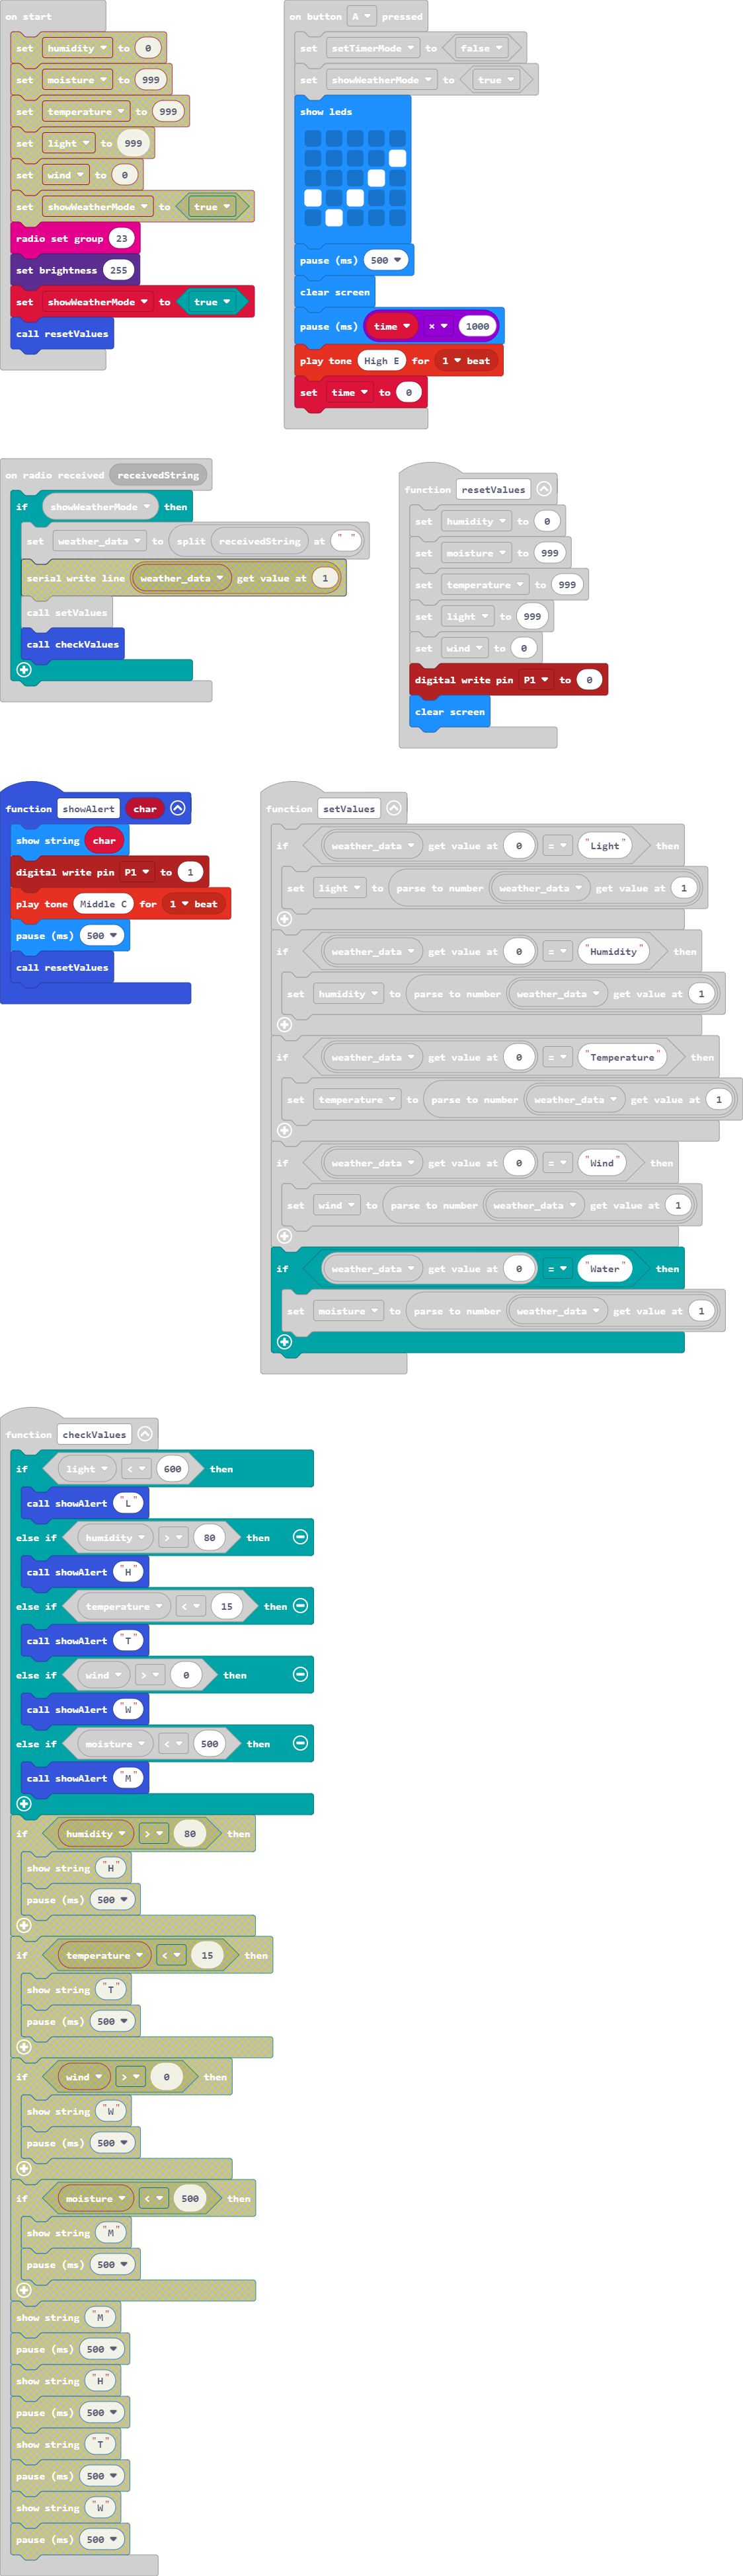 on start
set humidity to 0
set moisture to 999
set temperature to 999
set light to 999
set wind to 0
set showWeatherMode to true
radio set group 23
set brightness 255
set showWeatherMode to true
call resetValues
on button A pressed
set setTimerMode to false
set showWeatherMode to true
show leds
pause (ms) 500
clear screen
pause (ms) time × 1000
play tone High E for 1 beat
set time to 0
on radio received receivedString
if showWeatherMode then
set weather_data to split receivedString at " "
serial write line weather_data get value at 1
call setValues
call checkValues
function resetValues
set humidity to 0
set moisture to 999
set temperature to 999
set light to 999
set wind to 0
digital write pin P1 to 0
clear screen
function showAlert char
show string char
digital write pin P1 to 1
play tone Middle C for 1 beat
pause (ms) 500
call resetValues
function setValues
if weather_data get value at 0 = "Light" then
set light to parse to number weather_data get value at 1
if weather_data get value at 0 = "Humidity" then
set humidity to parse to number weather_data get value at 1
if weather_data get value at 0 = "Temperature" then
set temperature to parse to number weather_data get value at 1
if weather_data get value at 0 = "Wind" then
set wind to parse to number weather_data get value at 1
if weather_data get value at 0 = "Water" then
set moisture to parse to number weather_data get value at 1
function checkValues
if light < 600 then
call showAlert "L"
else if humidity > 80 then
call showAlert "H"
else if temperature < 15 then
call showAlert "T"
else if wind > 0 then
call showAlert "W"
else if moisture < 500 then
call showAlert "M"
if humidity > 80 then
show string "H"
pause (ms) 500
if temperature < 15 then
show string "T"
pause (ms) 500
if wind > 0 then
show string "W"
pause (ms) 500
if moisture < 500 then
show string "M"
pause (ms) 500
show string "M"
pause (ms) 500
show string "H"
pause (ms) 500
show string "T"
pause (ms) 500
show string "W"
pause (ms) 500